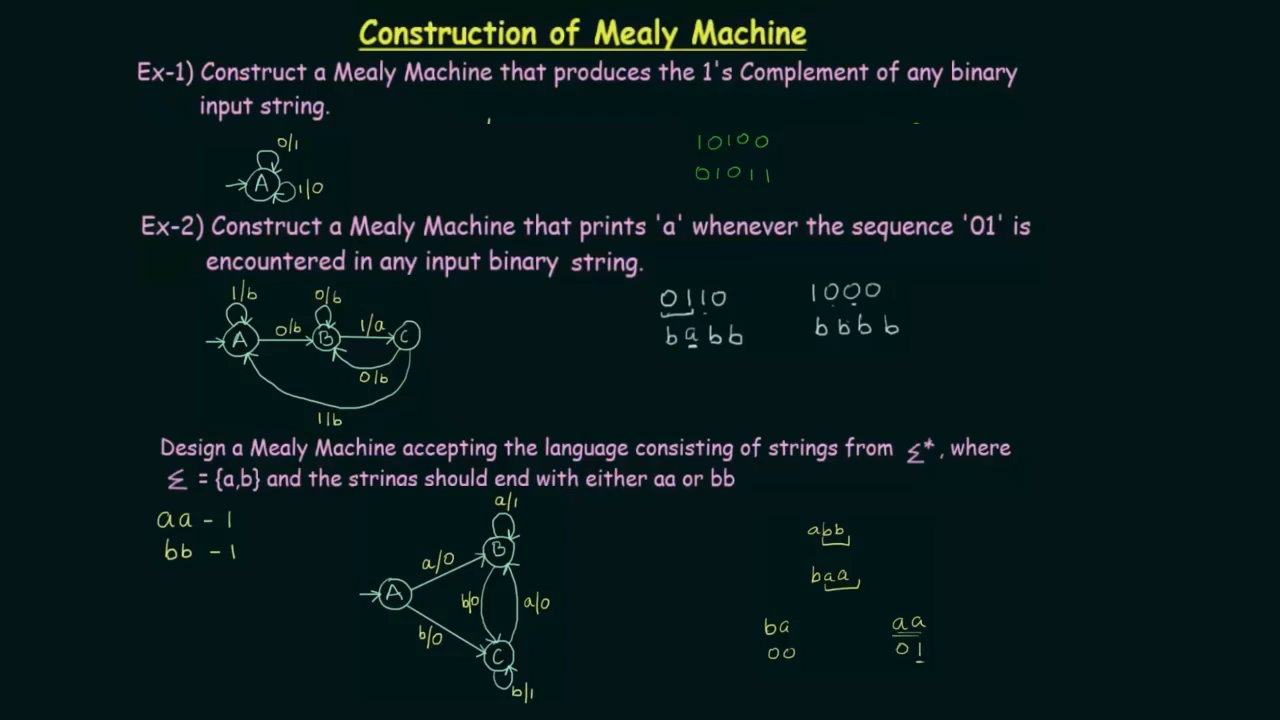 Construction of Mealy Machine
Ex-1) Construct a Mealy Machine that produces the 1's Complement of any binary
input string.
0/1
A
1/0
10100
01011
Ex-2) Construct a Mealy Machine that prints 'a' whenever the sequence '01' is
encountered in any input binary string.
1/b
0/b
A
0/b
B
1/a
C
0/b
1/b
0110
babb
1000
bbbb
Design a Mealy Machine accepting the language consisting of strings from Σ*, where
Σ = {a,b} and the strinas should end with either aa or bb
aa - 1
bb - 1
a/1
B
a/0
A
b/0
a/0
b/0
C
b/1
abb
baa
ba
00
aa
01